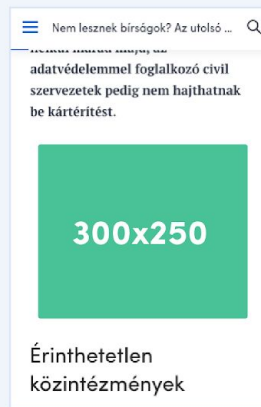 Nem lesznek bírságok? Az utolsó ...
adatvédelemmel foglalkozó civil
szervezetek pedig nem hajthatnak
be kártérítést.
300x250
Érinthetetlen
közintézmények